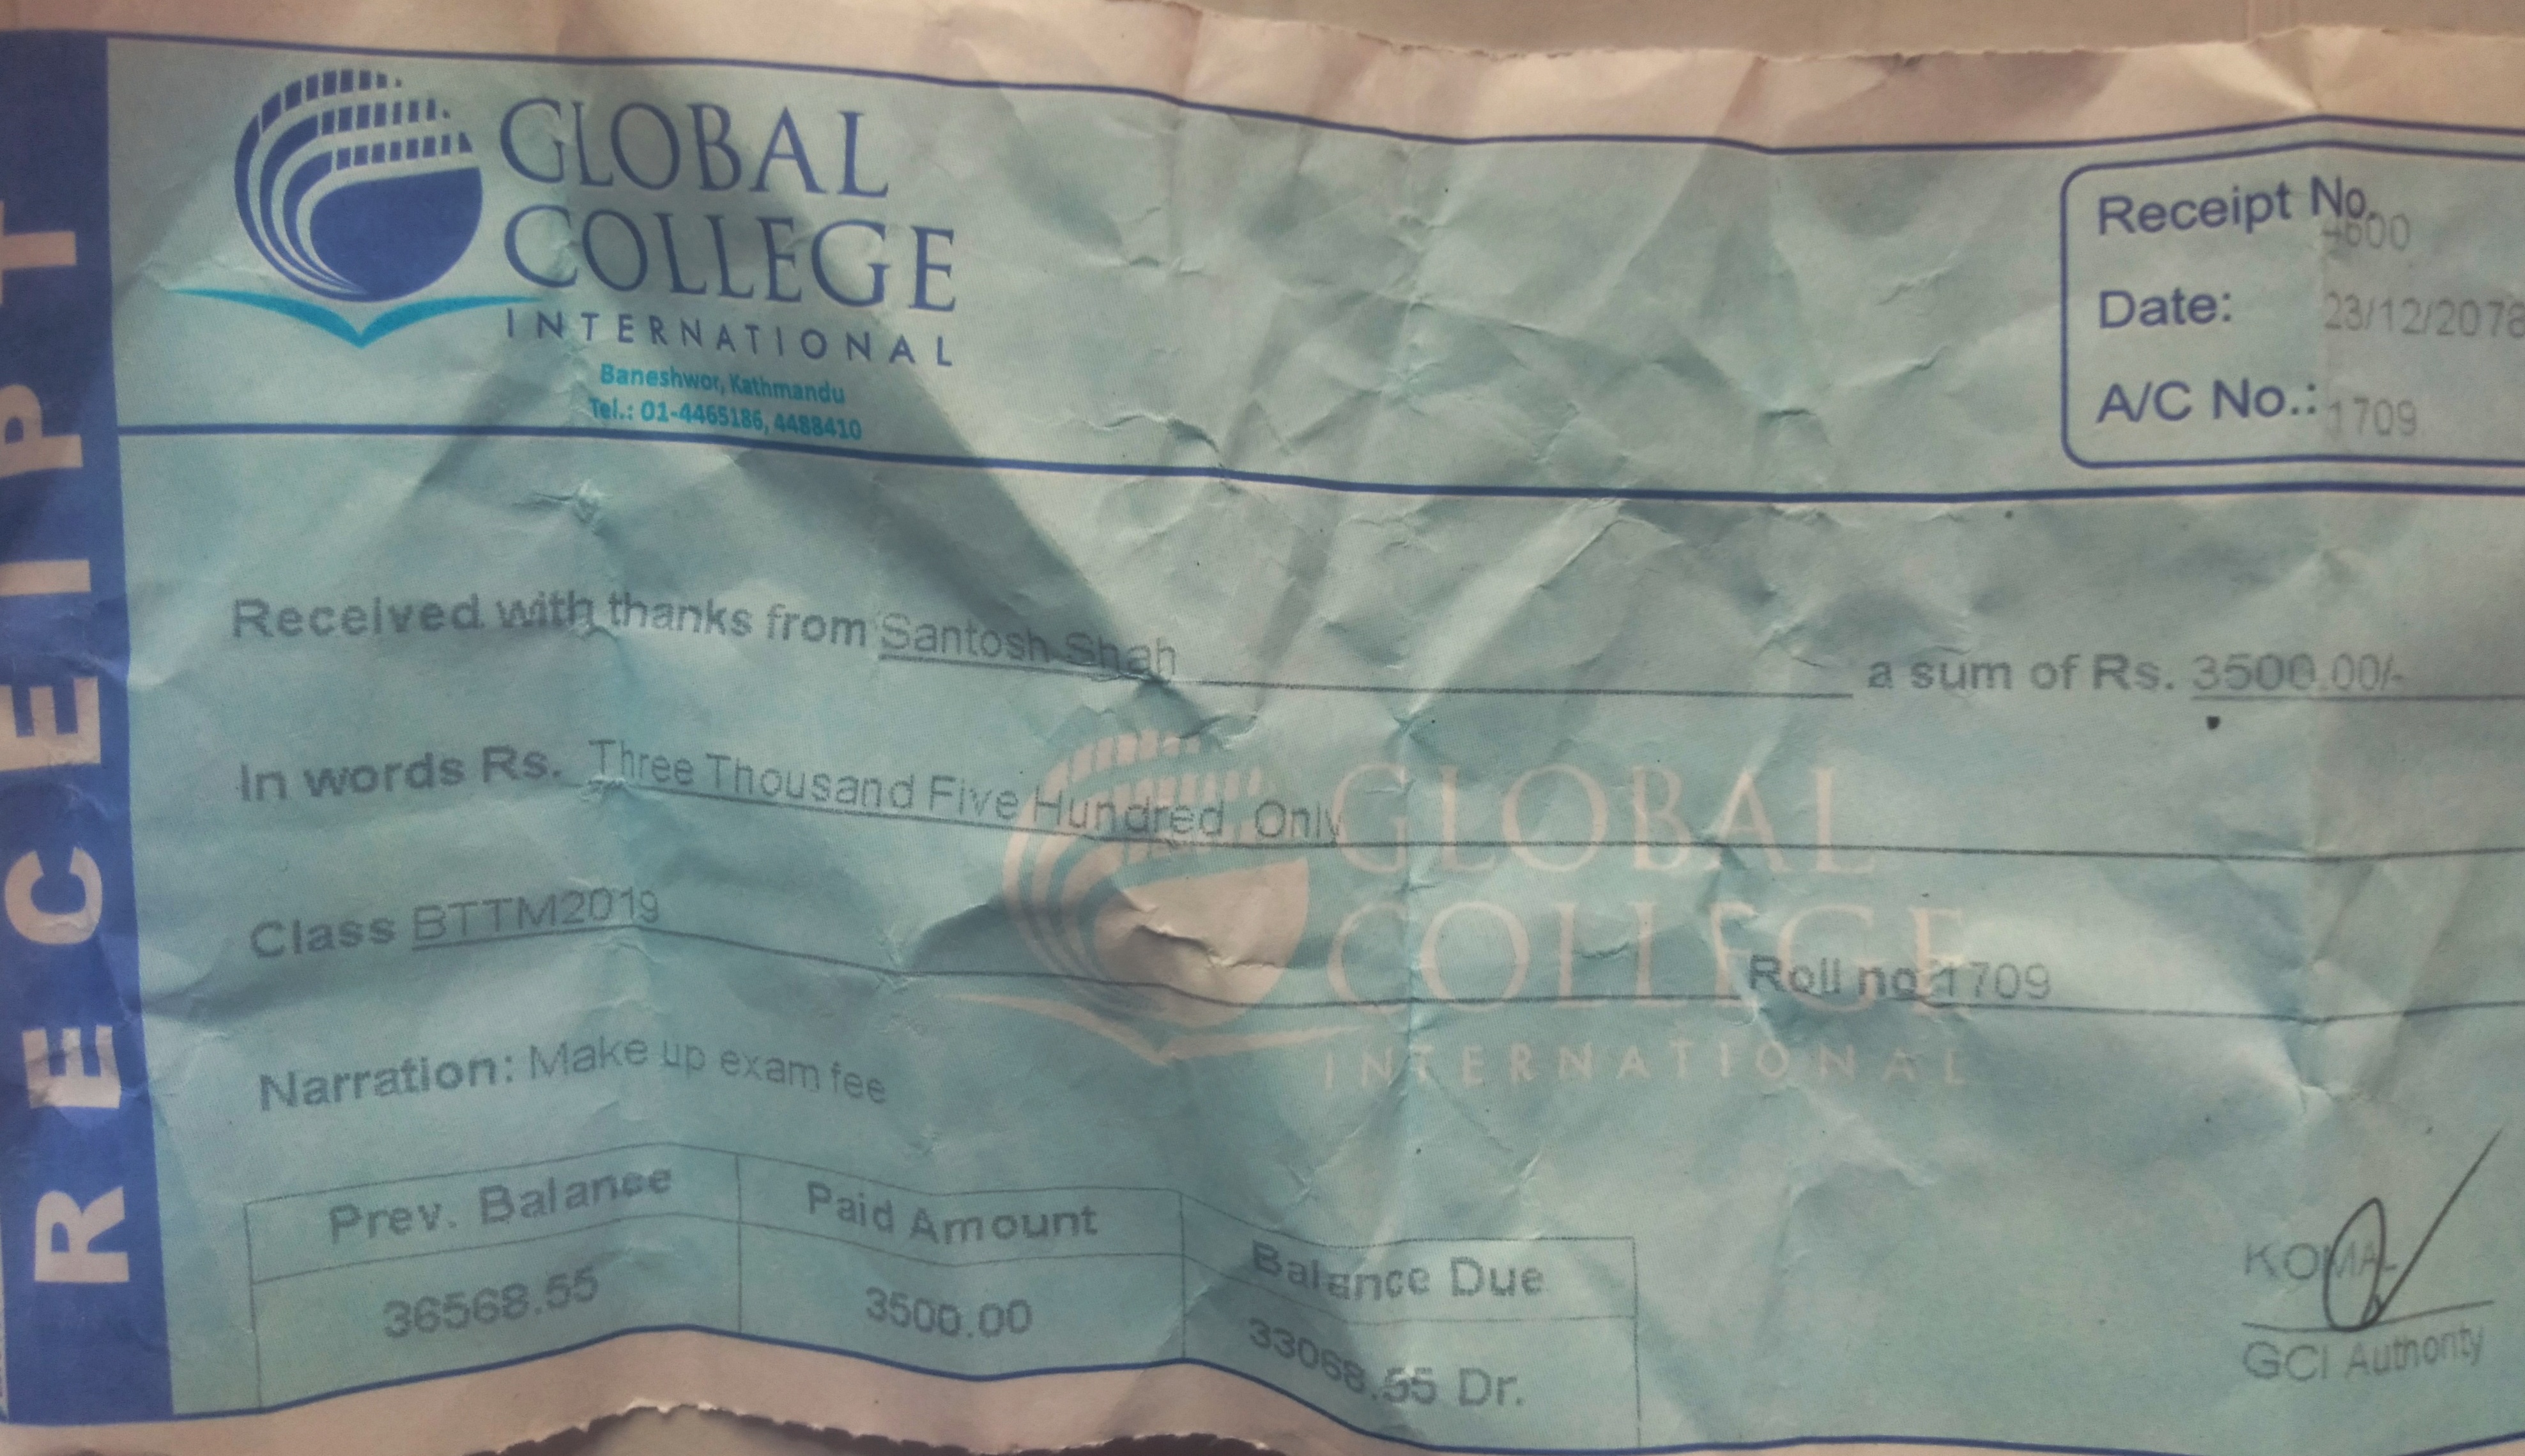 RECEIPT
GLOBAL
COLLEGE
INTERNATIONAL
Baneshwor, Kathmandu
Tel.: 01-4465186, 4488410
Receipt No. 4600
Date: 23/12/2078
A/C No.: 1709
Received with thanks from Santosh Shah a sum of Rs. 3500.00/-
In words Rs. Three Thousand Five Hundred Only
GLOBAL
COLLEGE
INTERNATIONAL
Class BTTM2019 Roll no 1709
Narration: Make up exam fee
Prev. Balance Paid Amount Balance Due
36568.55 3500.00 33068.55 Dr.
KOMAL
GCI Authority